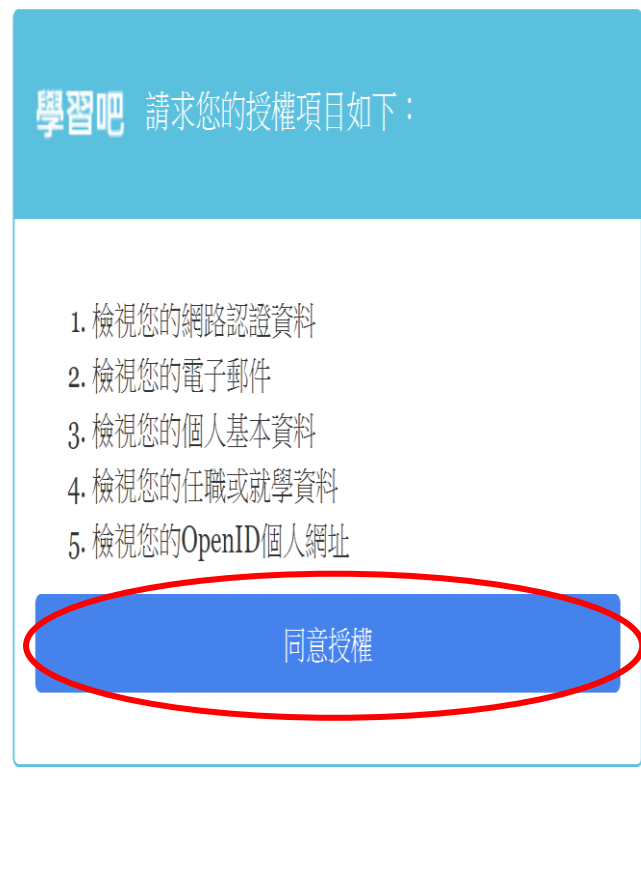 學習吧 請求您的授權項目如下：
1. 檢視您的網路認證資料
2. 檢視您的電子郵件
3. 檢視您的個人基本資料
4. 檢視您的任職或就學資料
5. 檢視您的OpenID個人網址
同意授權